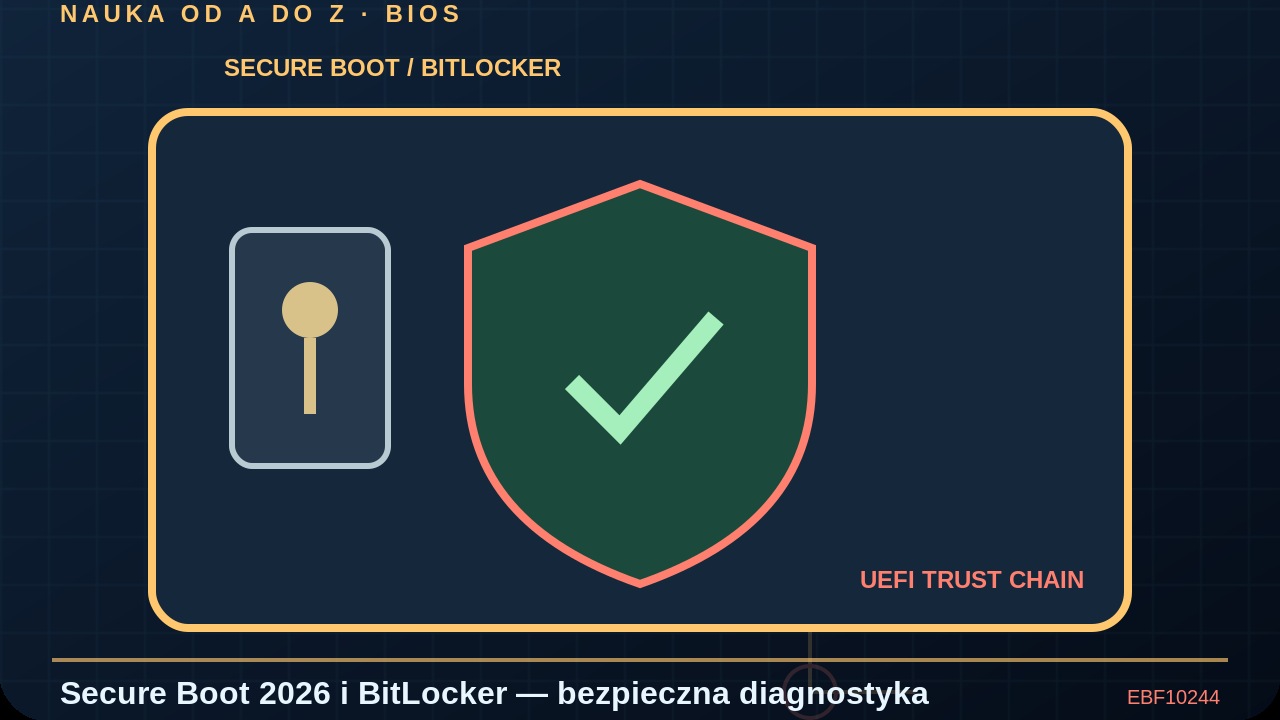 NAUKA OD A DO Z · BIOS
SECURE BOOT / BITLOCKER
UEFI TRUST CHAIN
Secure Boot 2026 i BitLocker — bezpieczna diagnostyka
EBF10244